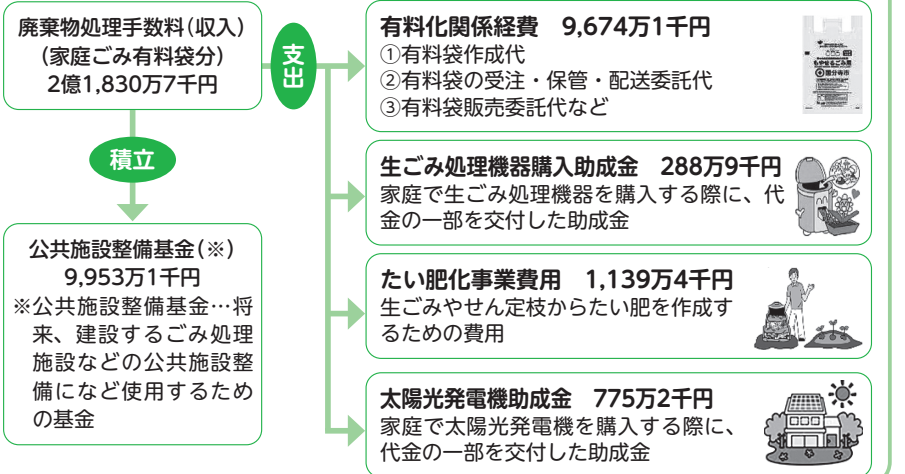 廃棄物処理手数料(収入)
(家庭ごみ有料袋分)
2億1,830万7千円
支出
積立
公共施設整備基金(※)
9,953万1千円
※公共施設整備基金…将
来、建設するごみ処理
施設などの公共施設整
備になど使用するため
の基金
有料化関係経費 9,674万1千円
①有料袋作成代
②有料袋の受注・保管・配送委託代
③有料袋販売委託代など
もやせるごみ用
国分寺市
生ごみ処理機器購入助成金 288万9千円
家庭で生ごみ処理機器を購入する際に、代
金の一部を交付した助成金
たい肥化事業費用 1,139万4千円
生ごみやせん定枝からたい肥を作成す
るための費用
太陽光発電機助成金 775万2千円
家庭で太陽光発電機を購入する際に、
代金の一部を交付した助成金